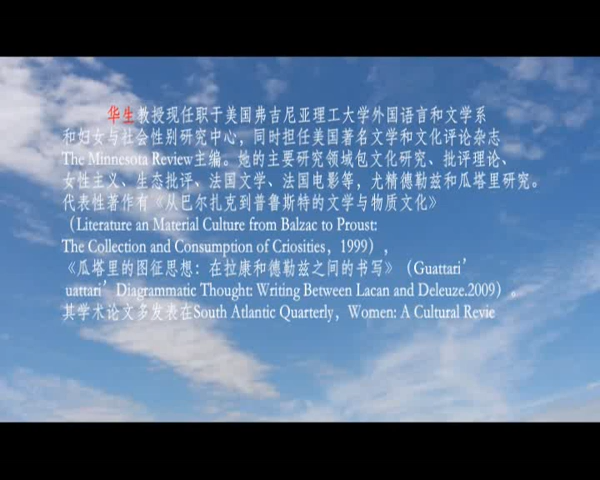 华生教授现任职于美国弗吉尼亚理工大学外国语言和文学系
和妇女与社会性别研究中心，同时担任美国著名文学和文化评论杂志
The Minnesota Review主编。她的主要研究领域包文化研究、批评理论、
女性主义、生态批评、法国文学、法国电影等，尤精德勒兹和瓜塔里研究。
代表性著作有《从巴尔扎克到普鲁斯特的文学与物质文化》
（Literature an Material Culture from Balzac to Proust:
The Collection and Consumption of Criosities，1999），
《瓜塔里的图征思想：在拉康和德勒兹之间的书写》（Guattari’
uattari’Diagrammatic Thought: Writing Between Lacan and Deleuze.2009）。
其学术论文多发表在South Atlantic Quarterly，Women: A Cultural Revie